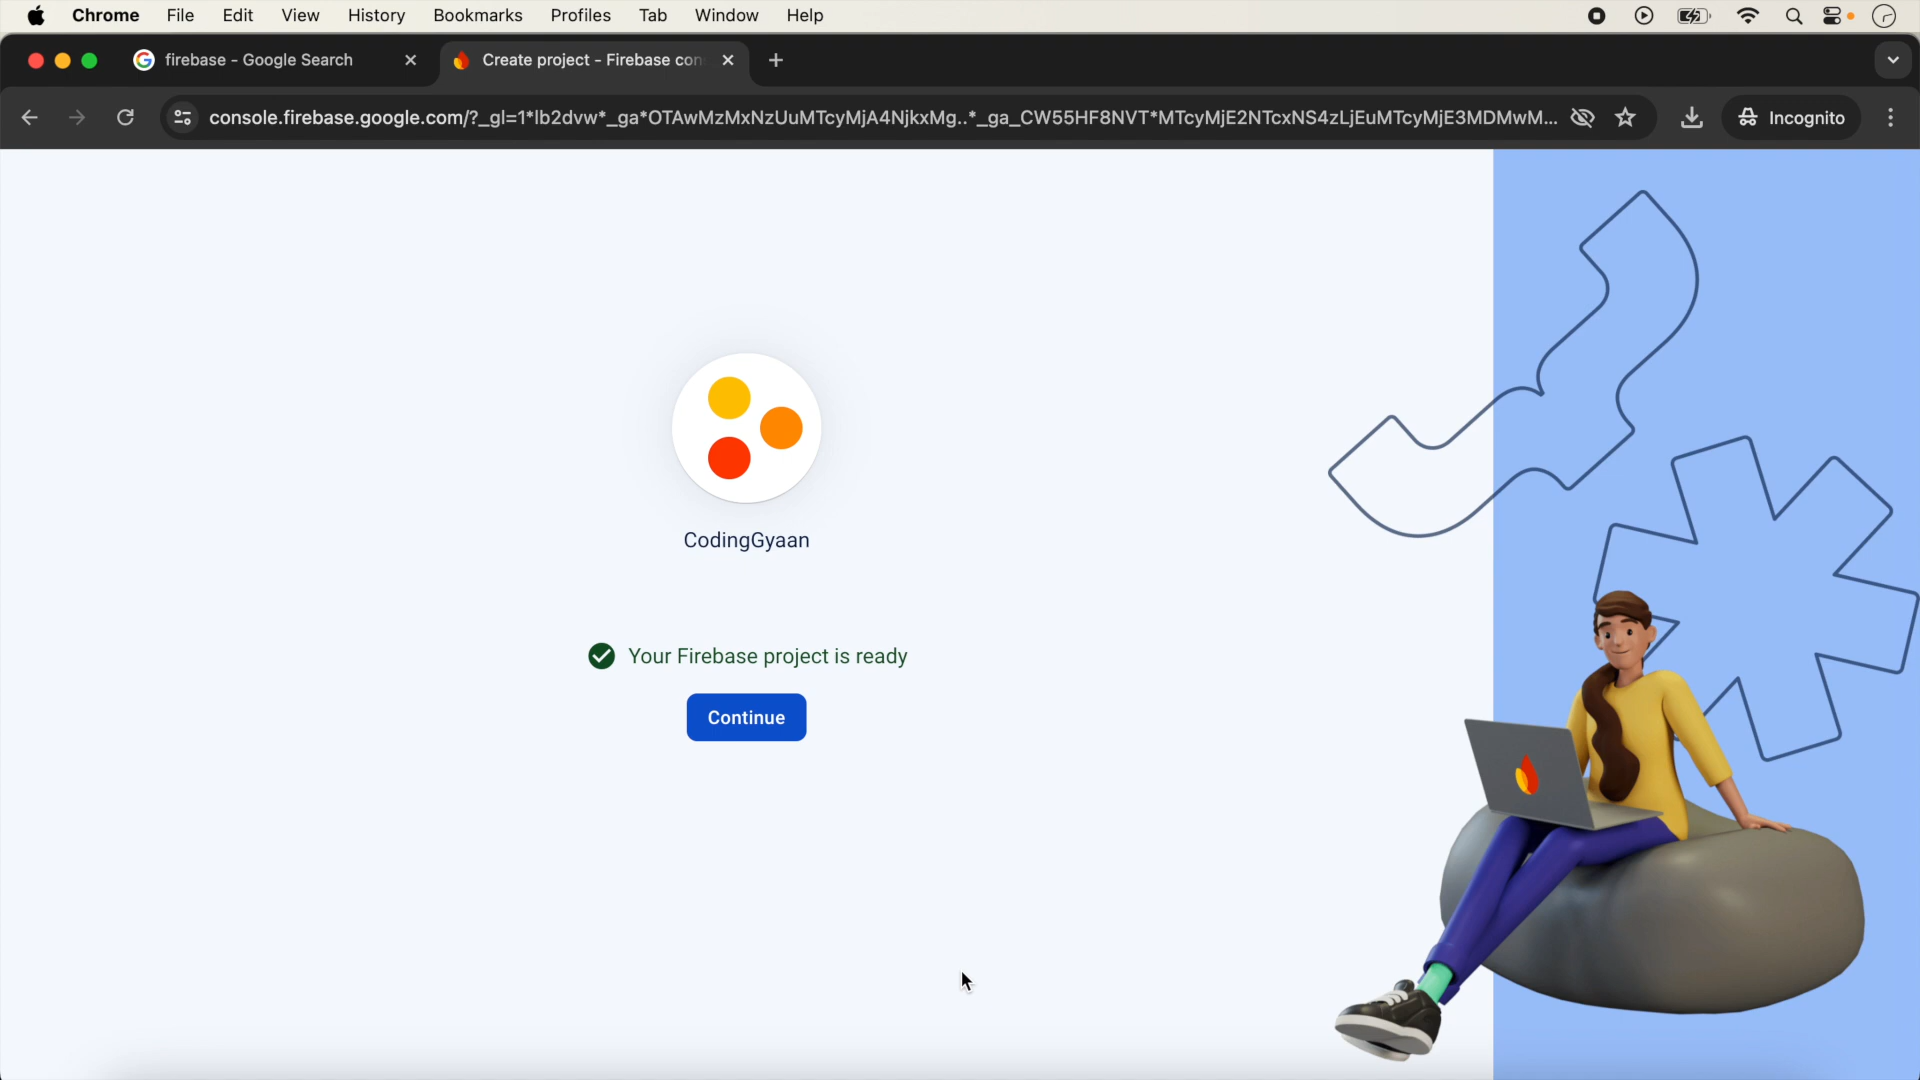 Chrome File Edit View History Bookmarks Profiles Tab Window Help
firebase - Google Search Create project - Firebase con
console.firebase.google.com/?_gl=1*lb2dvw*_ga*OTAwMzMxNzUuMTcyMjA4NjkxMg..*_ga_CW55HF8NVT*MTcyMjE2NTcxNS4zLjEuMTcyMjE3MDMwM... Incognito
CodingGyaan
Your Firebase project is ready
Continue